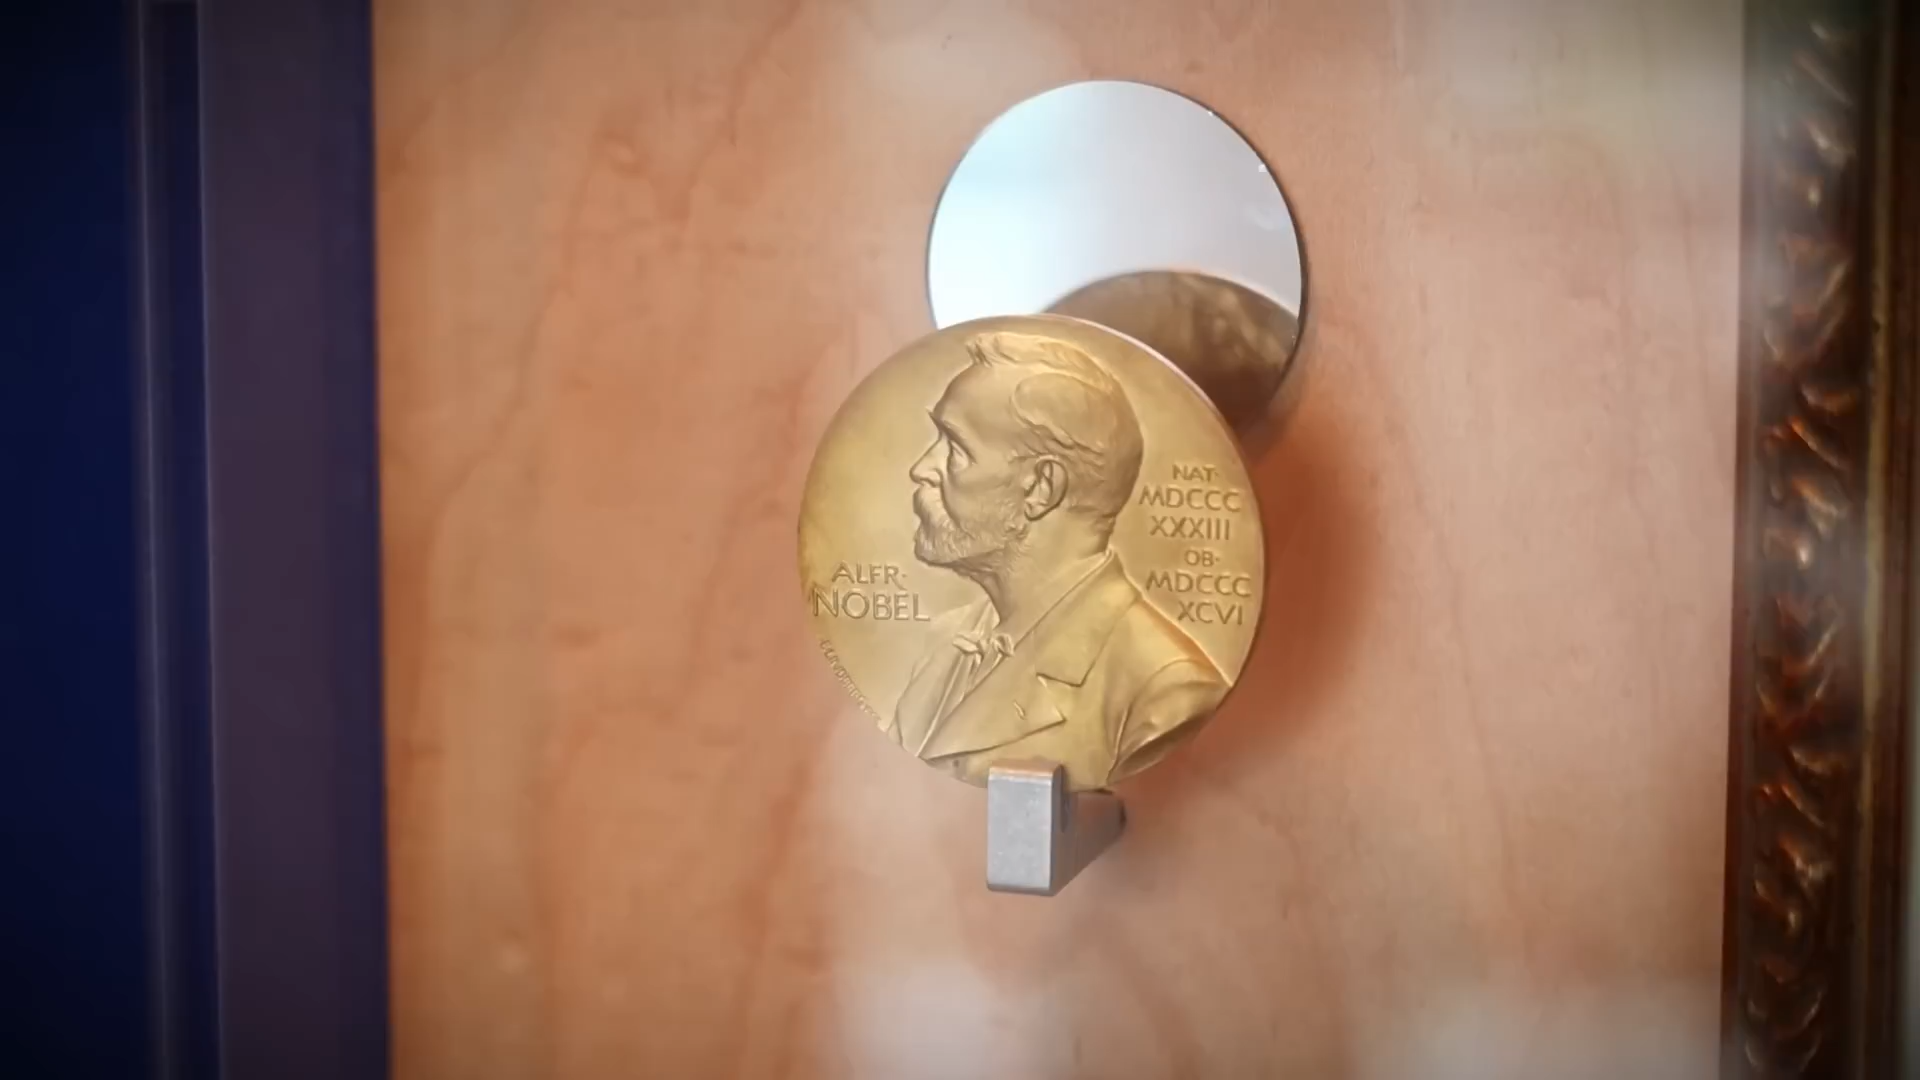 ALFR·
NOBEL
NAT·
MDCCC
XXXIII
OB·
MDCCC
XCVI